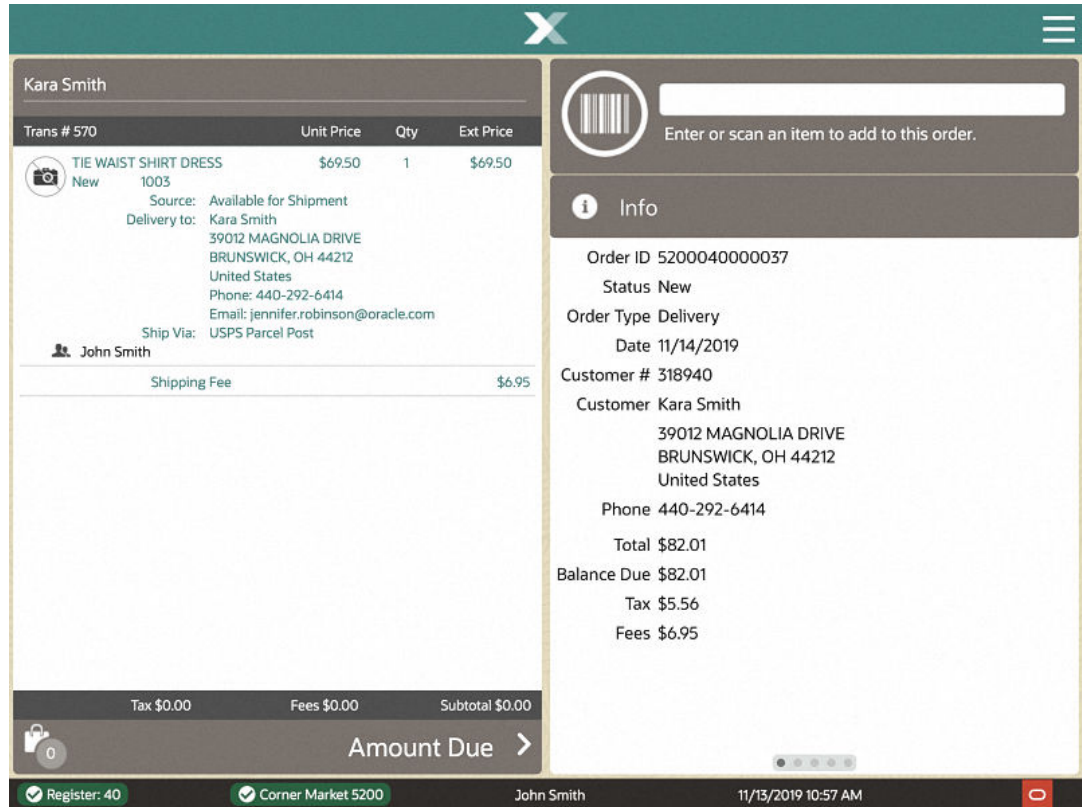 Kara Smith
Trans # 570 Unit Price Qty Ext Price
TIE WAIST SHIRT DRESS $69.50 1 $69.50
New 1003
Source: Available for Shipment
Delivery to: Kara Smith
39012 MAGNOLIA DRIVE
BRUNSWICK, OH 44212
United States
Phone: 440-292-6414
Email: jennifer.robinson@oracle.com
Ship Via: USPS Parcel Post
John Smith
Shipping Fee $6.95
Tax $0.00 Fees $0.00 Subtotal $0.00
0 Amount Due
Enter or scan an item to add to this order.
Info
Order ID 5200040000037
Status New
Order Type Delivery
Date 11/14/2019
Customer # 318940
Customer Kara Smith
39012 MAGNOLIA DRIVE
BRUNSWICK, OH 44212
United States
Phone 440-292-6414
Total $82.01
Balance Due $82.01
Tax $5.56
Fees $6.95
Register: 40 Corner Market 5200 John Smith 11/13/2019 10:57 AM